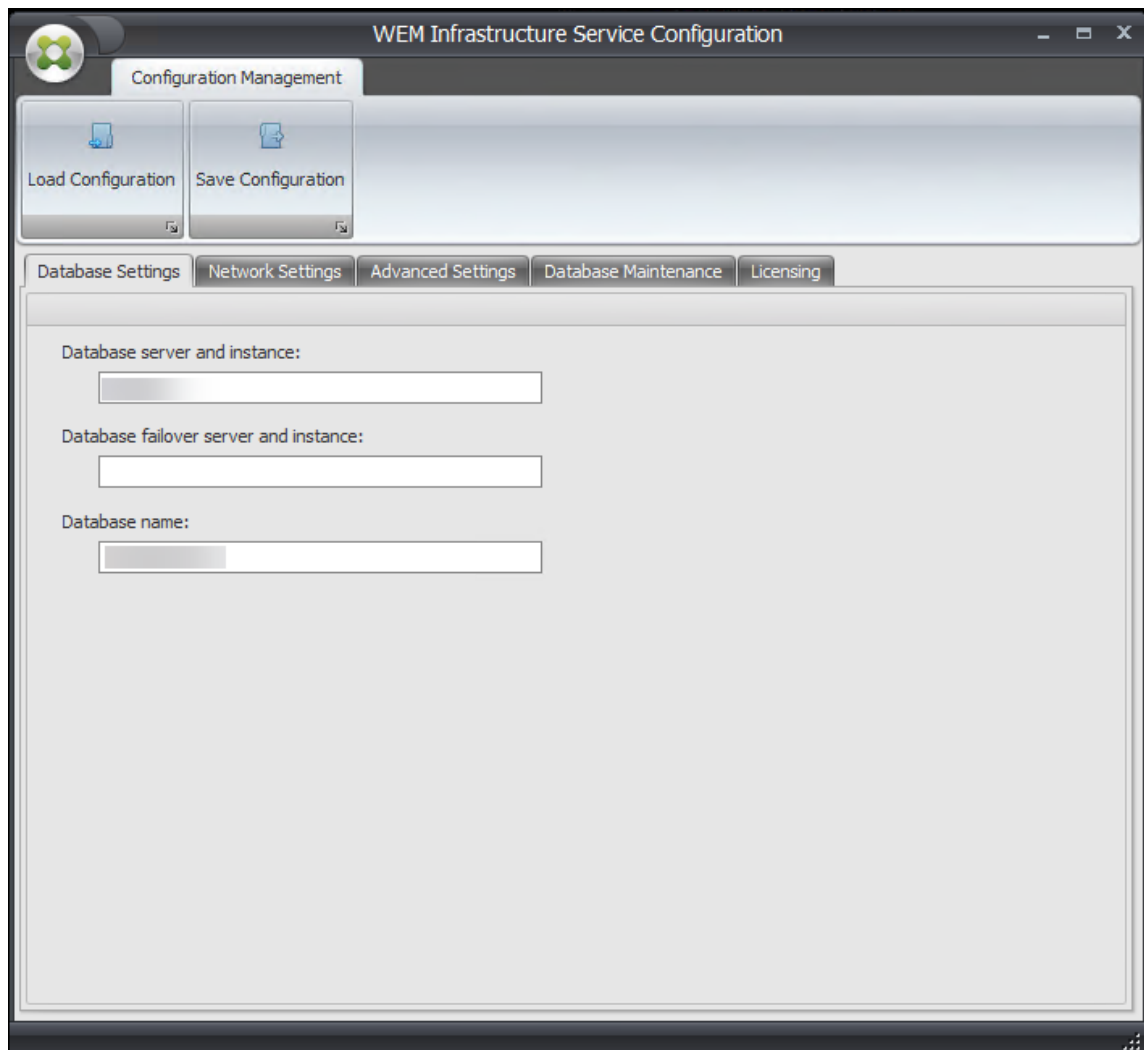 WEM Infrastructure Service Configuration
Configuration Management
Load Configuration Save Configuration
Database Settings Network Settings Advanced Settings Database Maintenance Licensing
Database server and instance:
Database failover server and instance:
Database name: